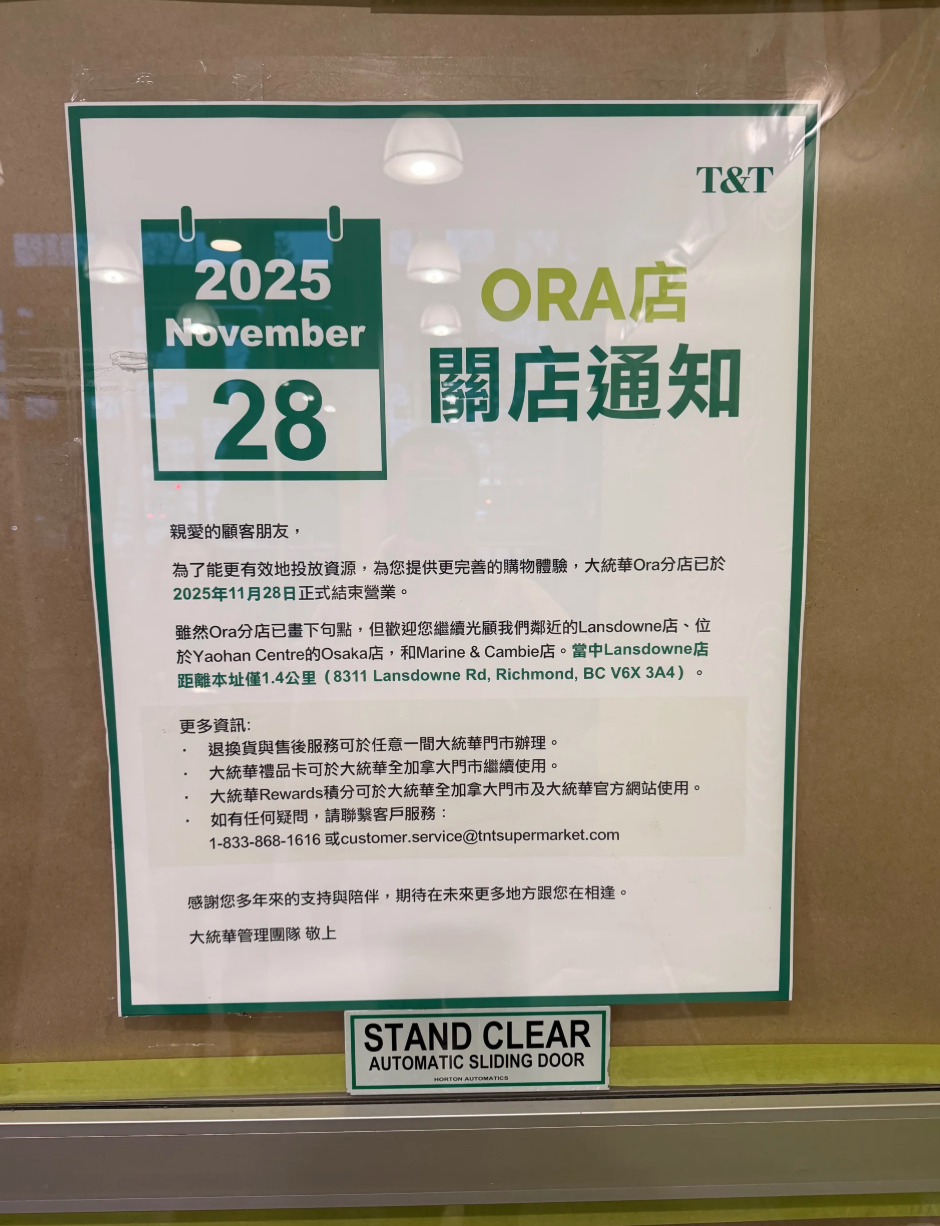 T&T
2025
November
28
ORA店
關店通知
親愛的顧客朋友，
為了能更有效地投放資源，為您提供更完善的購物體驗，大統華Ora分店已於
2025年11月28日正式結束營業。
雖然Ora分店已畫下句點，但歡迎您繼續光顧我們鄰近的Lansdowne店、位
於Yaohan Centre的Osaka店，和Marine & Cambie店。當中Lansdowne店
距離本址僅1.4公里（8311 Lansdowne Rd, Richmond, BC V6X 3A4）。
更多資訊:
· 退換貨與售後服務可於任意一間大統華門市辦理。
· 大統華禮品卡可於大統華全加拿大門市繼續使用。
· 大統華Rewards積分可於大統華全加拿大門市及大統華官方網站使用。
· 如有任何疑問，請聯繫客戶服務：
1-833-868-1616 或customer.service@tntsupermarket.com
感謝您多年來的支持與陪伴，期待在未來更多地方跟您在相逢。
大統華管理團隊 敬上
STAND CLEAR
AUTOMATIC SLIDING DOOR
HORTON AUTOMATICS